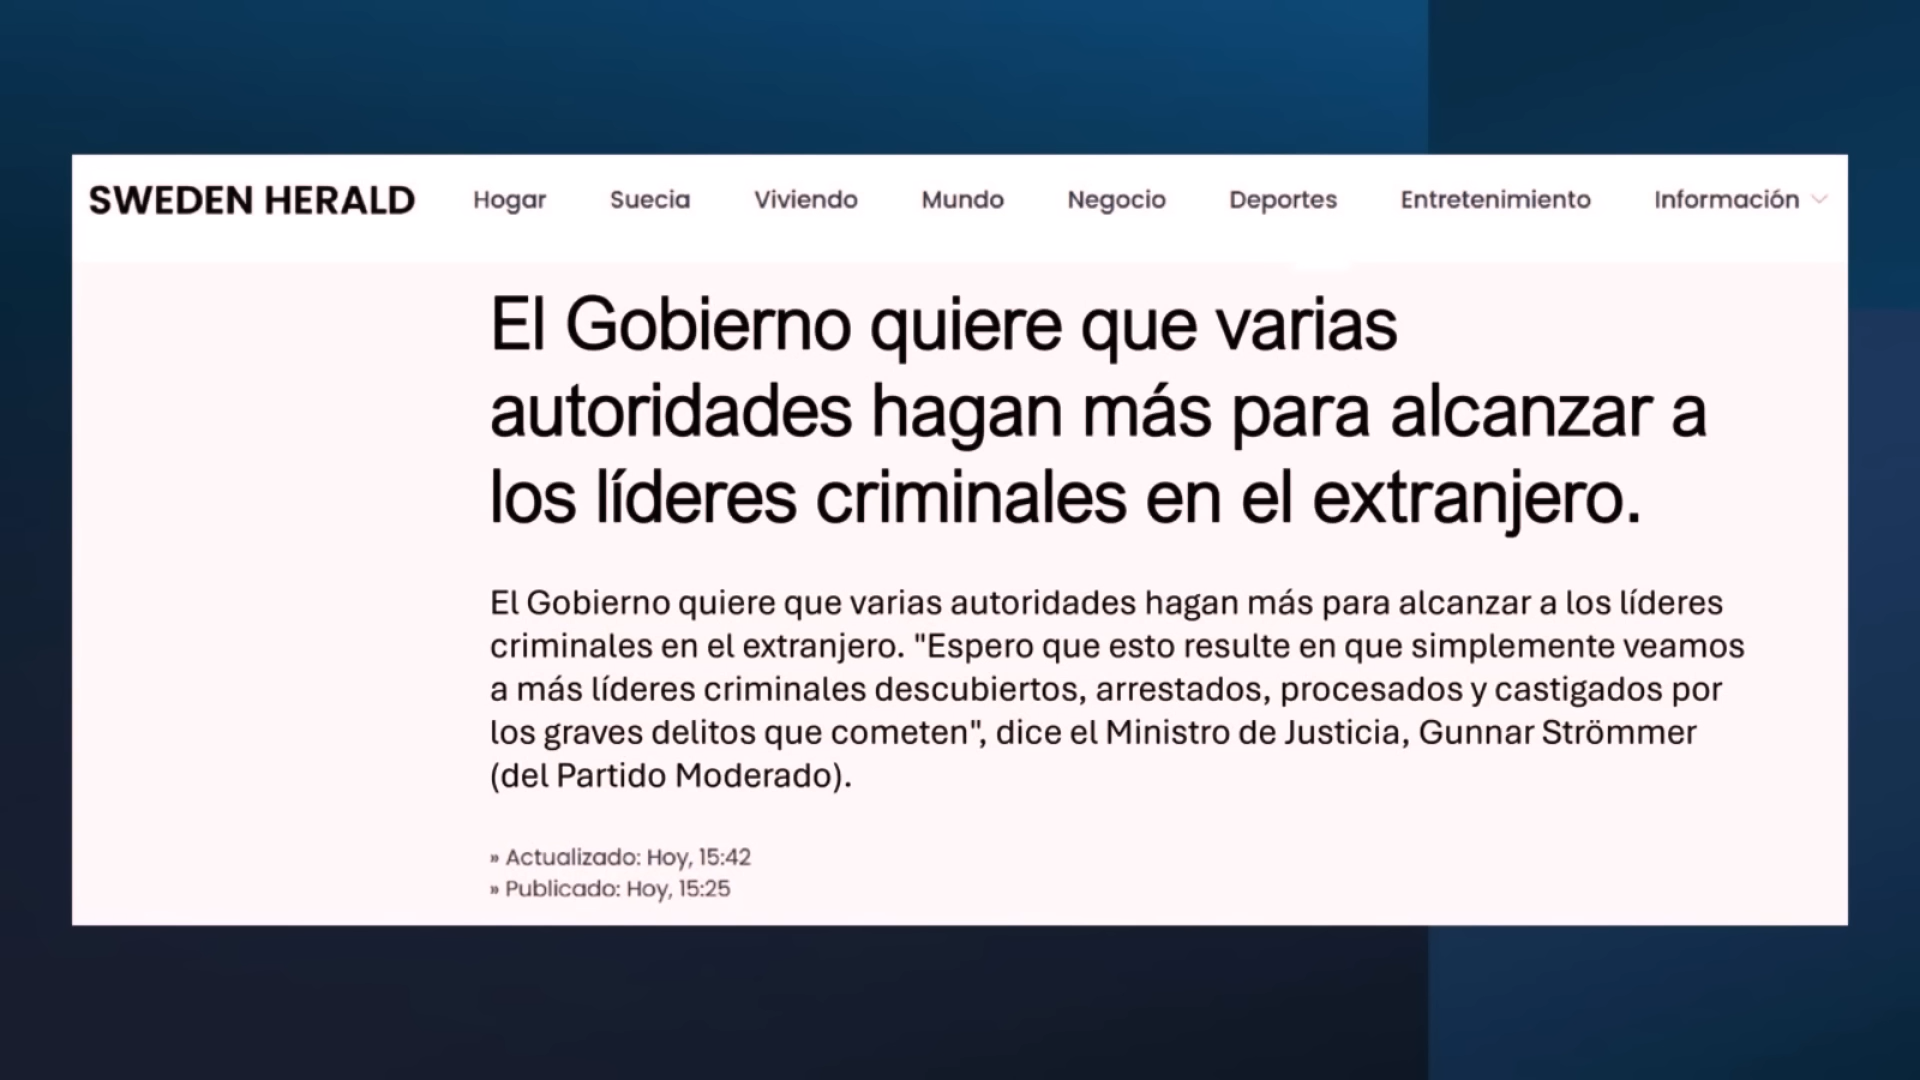 SWEDEN HERALD Hogar Suecia Viviendo Mundo Negocio Deportes Entretenimiento Información
El Gobierno quiere que varias
autoridades hagan más para alcanzar a
los líderes criminales en el extranjero.
El Gobierno quiere que varias autoridades hagan más para alcanzar a los líderes
criminales en el extranjero. "Espero que esto resulte en que simplemente veamos
a más líderes criminales descubiertos, arrestados, procesados y castigados por
los graves delitos que cometen", dice el Ministro de Justicia, Gunnar Strömmer
(del Partido Moderado).
» Actualizado: Hoy, 15:42
» Publicado: Hoy, 15:25